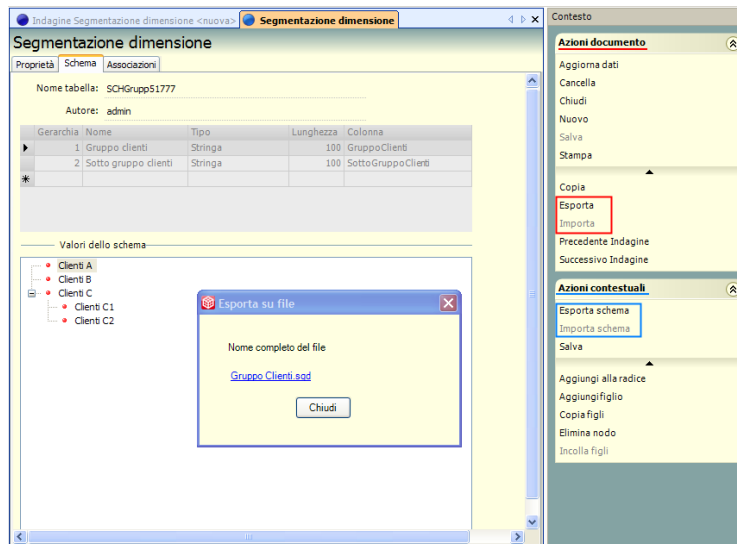 Indagine Segmentazione dimensione <nuova>
Segmentazione dimensione
Segmentazione dimensione
Proprietà Schema Associazioni
Nome tabella: SCHGrupp51777
Autore: admin
Gerarchia Nome Tipo Lunghezza Colonna
1 Gruppo clienti Stringa 100 GruppoClienti
2 Sotto gruppo clienti Stringa 100 SottoGruppoClienti
Valori dello schema
Clienti A
Clienti B
Clienti C
Clienti C1
Clienti C2
Esporta su file
Nome completo del file
Gruppo Clienti.sqd
Chiudi
Contesto
Azioni documento
Aggiorna dati
Cancella
Chiudi
Nuovo
Salva
Stampa
Copia
Esporta
Importa
Precedente Indagine
Successivo Indagine
Azioni contestuali
Esporta schema
Importa schema
Salva
Aggiungi alla radice
Aggiungifiglio
Copia figli
Elimina nodo
Incolla figli